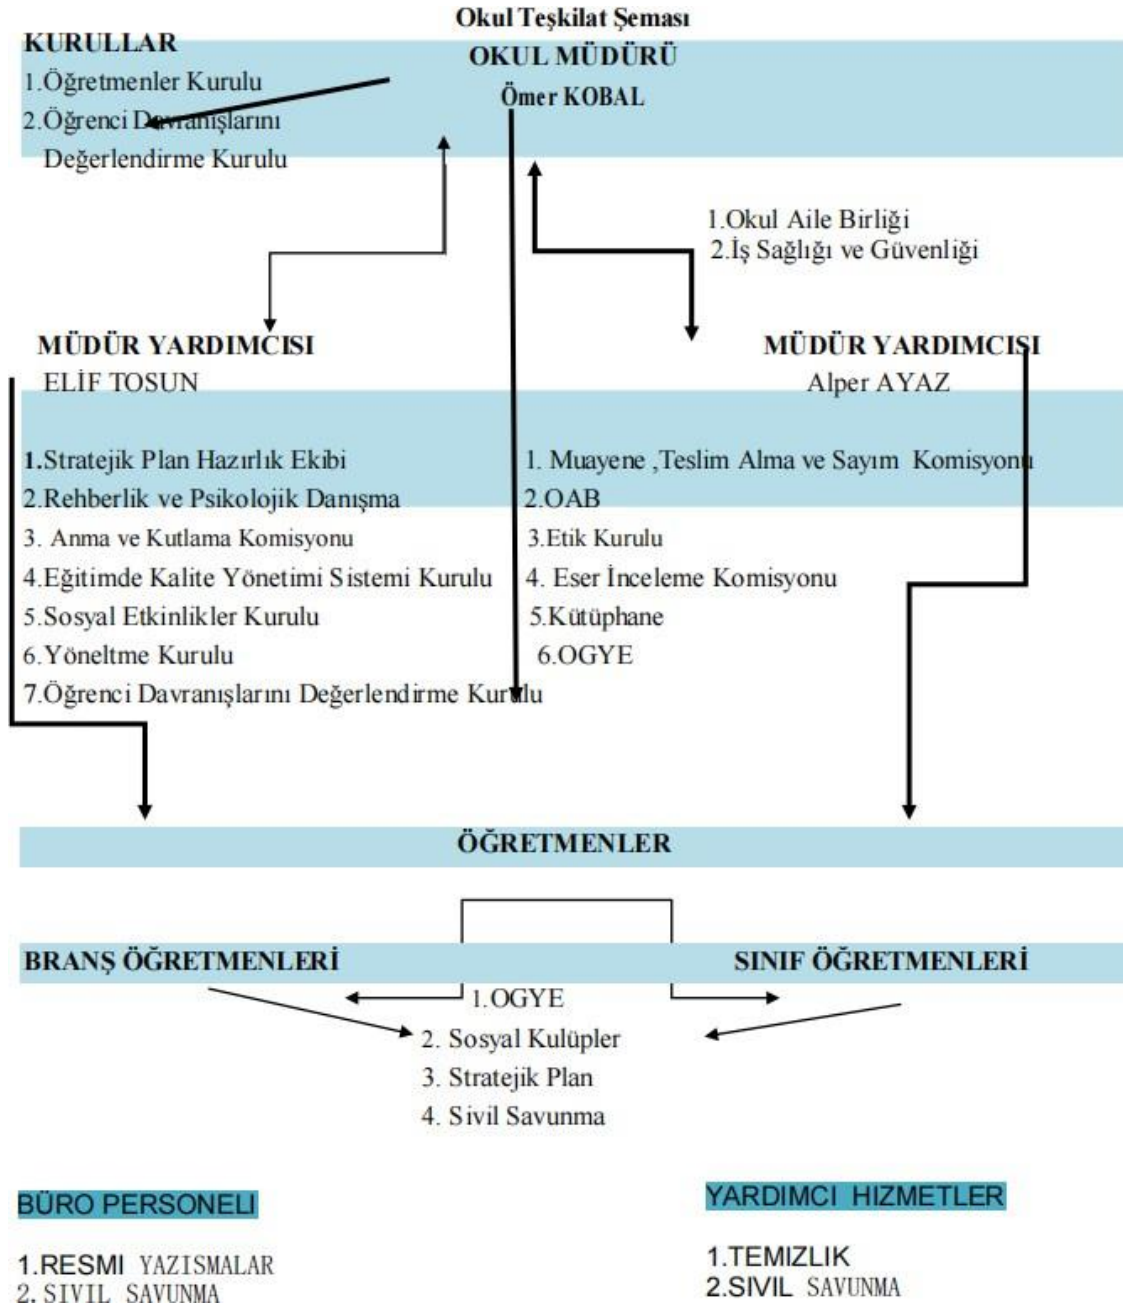 Okul Teşkilat Şeması
KURULLAR
OKUL MÜDÜRÜ
1.Öğretmenler Kurulu
Ömer KOBAL
2.Öğrenci Davranışlarını
Değerlendirme Kurulu
1.Okul Aile Birliği
2.İş Sağlığı ve Güvenliği
MÜDÜR YARDIMCISI
ELİF TOSUN
MÜDÜR YARDIMCISI
Alper AYAZ
1.Stratejik Plan Hazırlık Ekibi
2.Rehberlik ve Psikolojik Danışma
3. Anma ve Kutlama Komisyonu
4.Eğitimde Kalite Yönetimi Sistemi Kurulu
5.Sosyal Etkinlikler Kurulu
6.Yöneltme Kurulu
7.Öğrenci Davranışlarını Değerlendirme Kurulu
1. Muayene ,Teslim Alma ve Sayım Komisyonu
2.OAB
3.Etik Kurulu
4. Eser İnceleme Komisyonu
5.Kütüphane
6.OGYE
ÖĞRETMENLER
BRANŞ ÖĞRETMENLERİ
SINIF ÖĞRETMENLERİ
1.OGYE
2. Sosyal Kulüpler
3. Stratejik Plan
4. Sivil Savunma
BÜRO PERSONELI
1.RESMI YAZISMALAR
2. SIVIL SAVUNMA
YARDIMCI HIZMETLER
1.TEMIZLIK
2.SIVIL SAVUNMA